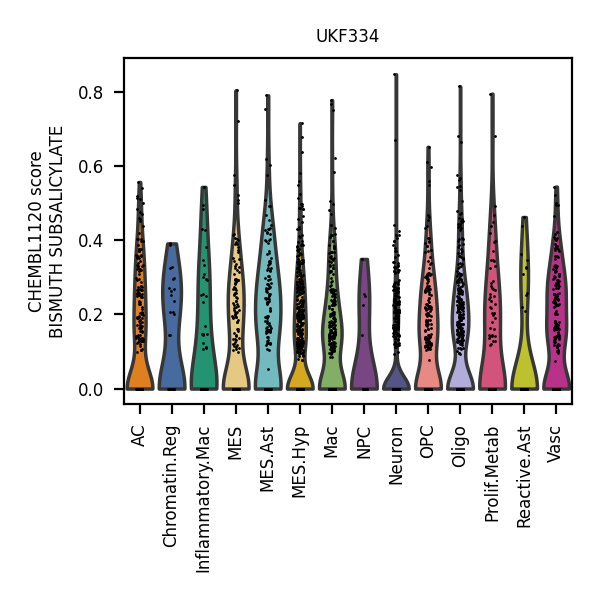 UKF334
CHEMBL1120 score
BISMUTH SUBSALICYLATE
0.8
0.6
0.4
0.2
0.0
AC
Chromatin.Reg
Inflammatory.Mac
MES
MES.Ast
MES.Hyp
Mac
NPC
Neuron
OPC
Oligo
Prolif.Metab
Reactive.Ast
Vasc